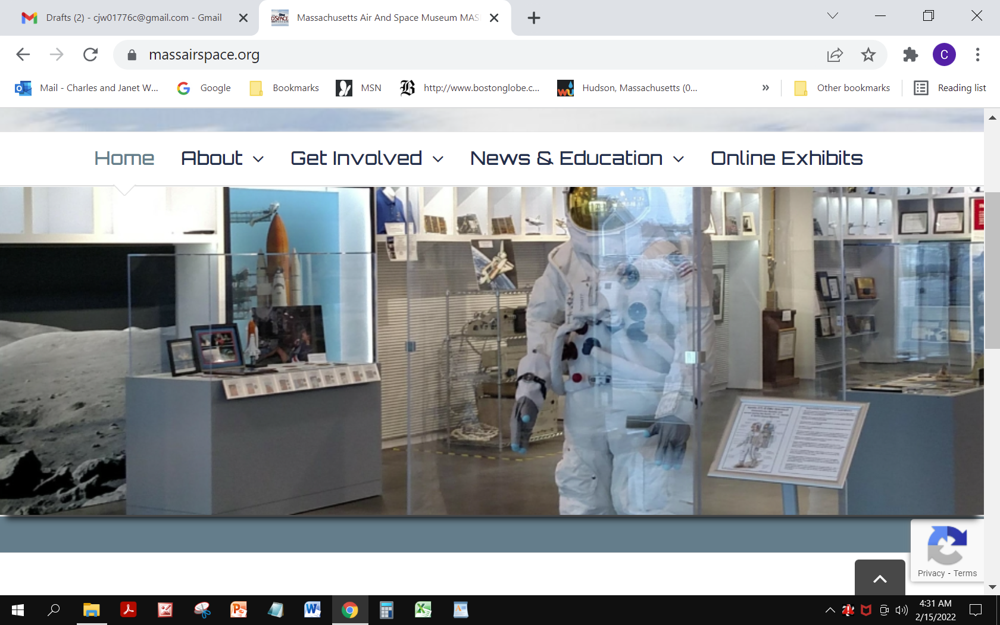 Drafts (2) - cjw01776c@gmail.com - Gmail
Massachusetts Air And Space Museum MAS
massairspace.org
C
Mail - Charles and Janet W...
Google
Bookmarks
MSN
http://www.bostonglobe.c...
Hudson, Massachusetts (0...
»
Other bookmarks
Reading list
Home
About
Get Involved
News & Education
Online Exhibits
Privacy - Terms
4:31 AM
2/15/2022